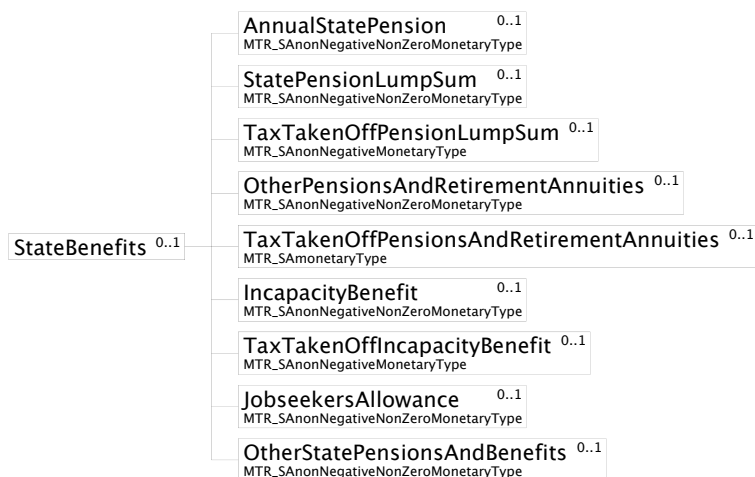 AnnualStatePension 0..1
MTR_SAnonNegativeNonZeroMonetaryType
StatePensionLumpSum 0..1
MTR_SAnonNegativeNonZeroMonetaryType
TaxTakenOffPensionLumpSum 0..1
MTR_SAnonNegativeMonetaryType
OtherPensionsAndRetirementAnnuities 0..1
MTR_SAnonNegativeNonZeroMonetaryType
StateBenefits 0..1
TaxTakenOffPensionsAndRetirementAnnuities 0..1
MTR_SAmonetaryType
IncapacityBenefit 0..1
MTR_SAnonNegativeNonZeroMonetaryType
TaxTakenOffIncapacityBenefit 0..1
MTR_SAnonNegativeMonetaryType
JobseekersAllowance 0..1
MTR_SAnonNegativeNonZeroMonetaryType
OtherStatePensionsAndBenefits 0..1
MTR_SAnonNegativeNonZeroMonetaryType